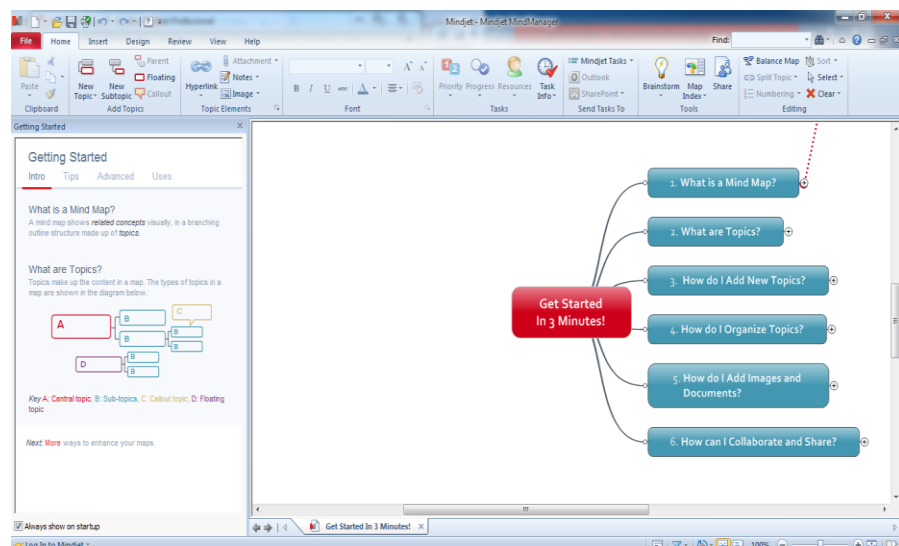 Mindjet - Mindjet MindManager
File Home Insert Design Review View Help Find:
Paste
Clipboard
New Topic
New Subtopic
Parent
Floating
Callout
Add Topics
Hyperlink
Attachment
Notes
Image
Topic Elements
B I U abc A
Font
Priority Progress Resources Task Info
Tasks
Mindjet Tasks
Outlook
SharePoint
Send Tasks To
Brainstorm Map Index Share
Tools
Balance Map Sort
Split Topic Select
Numbering Clear
Editing
Getting Started
Getting Started
Intro Tips Advanced Uses
What is a Mind Map?
A mind map shows related concepts visually, in a branching
outline structure made up of topics.
What are Topics?
Topics make up the content in a map. The types of topics in a
map are shown in the diagram below.
A
B
B
C
B
B
D
B
B
Key A: Central topic, B: Sub-topics, C: Callout topic, D: Floating
topic
Next: More ways to enhance your maps.
Always show on startup
Get Started
In 3 Minutes!
1. What is a Mind Map?
2. What are Topics?
3. How do I Add New Topics?
4. How do I Organize Topics?
5. How do I Add Images and
Documents?
6. How can I Collaborate and Share?
Get Started In 3 Minutes!
Log In to Mindjet
100%